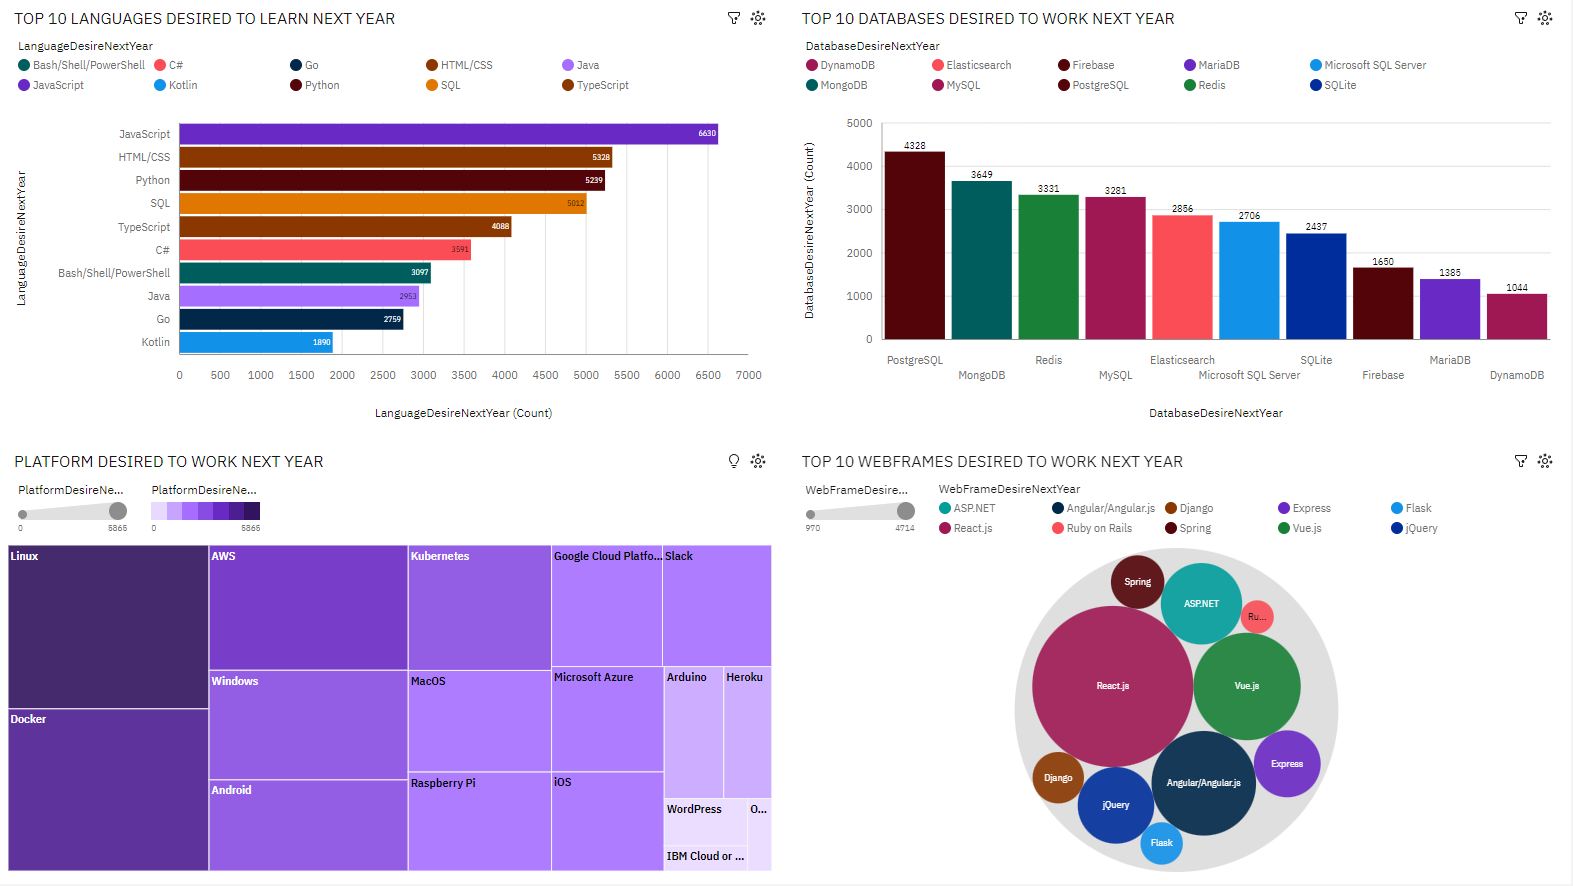 TOP 10 LANGUAGES DESIRED TO LEARN NEXT YEAR
LanguageDesireNextYear
Bash/Shell/PowerShell C# Go HTML/CSS Java
JavaScript Kotlin Python SQL TypeScript
LanguageDesireNextYear
JavaScript 6630
HTML/CSS 5328
Python 5239
SQL 5012
TypeScript 4088
C# 3591
Bash/Shell/PowerShell 3097
Java 2953
Go 2759
Kotlin 1890
0 500 1000 1500 2000 2500 3000 3500 4000 4500 5000 5500 6000 6500 7000
LanguageDesireNextYear (Count)
TOP 10 DATABASES DESIRED TO WORK NEXT YEAR
DatabaseDesireNextYear
DynamoDB Elasticsearch Firebase MariaDB Microsoft SQL Server
MongoDB MySQL PostgreSQL Redis SQLite
DatabaseDesireNextYear (Count)
5000
4000
3000
2000
1000
0
4328 3649 3331 3281 2856 2706 2437 1650 1385 1044
PostgreSQL Redis Elasticsearch SQLite MariaDB
MongoDB MySQL Microsoft SQL Server Firebase DynamoDB
DatabaseDesireNextYear
PLATFORM DESIRED TO WORK NEXT YEAR
PlatformDesireNe... PlatformDesireNe...
0 5865 0 5865
Linux AWS Kubernetes Google Cloud Platfo... Slack
Windows MacOS Microsoft Azure Arduino Heroku
Docker
Android Raspberry Pi iOS
WordPress O...
IBM Cloud or ...
TOP 10 WEBFRAMES DESIRED TO WORK NEXT YEAR
WebFrameDesire... WebFrameDesireNextYear
970 4714
ASP.NET Angular/Angular.js Django Express Flask
React.js Ruby on Rails Spring Vue.js jQuery
Spring
ASP.NET
Ru...
React.js Vue.js
Django Angular/Angular.js Express
jQuery
Flask